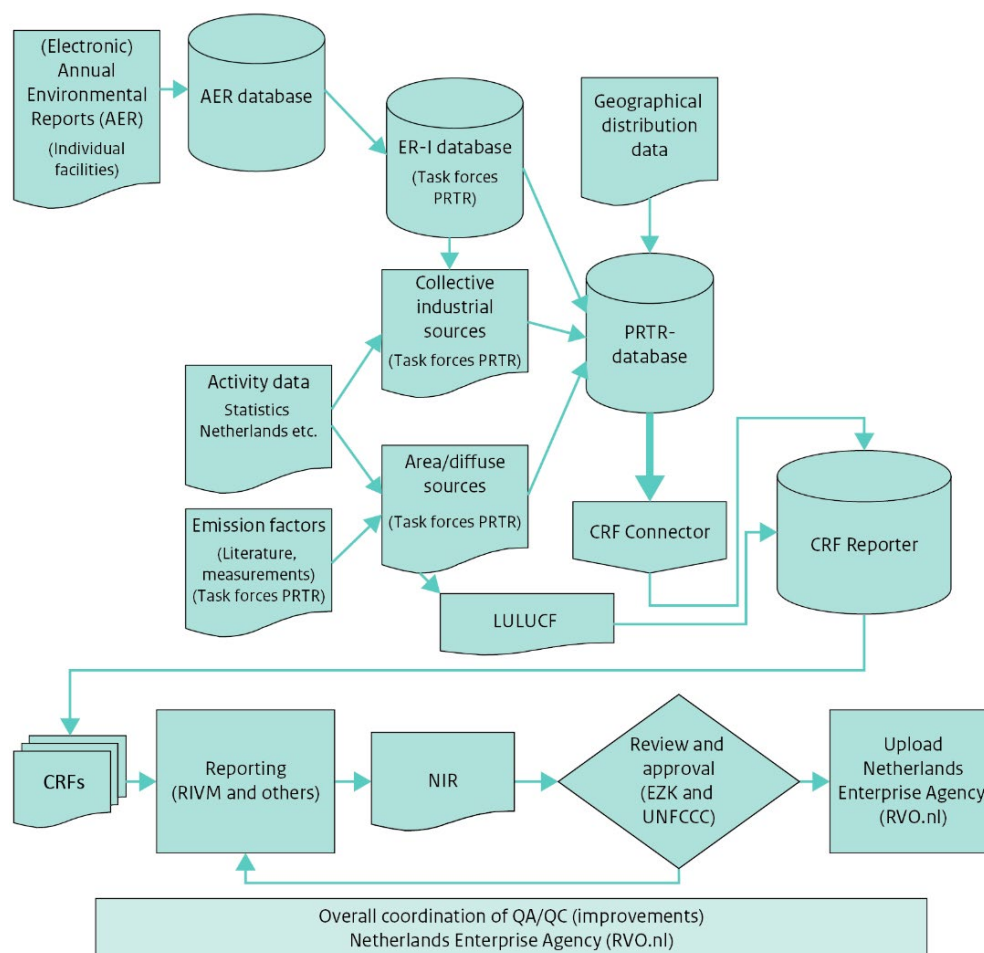 (Electronic)
Annual
Environmental
Reports (AER)
(Individual
facilities)
AER database
ER-I database
(Task forces
PRTR)
Geographical
distribution
data
Collective
industrial
sources
(Task forces PRTR)
PRTR-
database
Activity data
Statistics
Netherlands etc.
Area/diffuse
sources
(Task forces PRTR)
Emission factors
(Literature,
measurements)
(Task forces PRTR)
CRF Connector
CRF Reporter
LULUCF
CRFs
Reporting
(RIVM and others)
NIR
Review and
approval
(EZK and
UNFCCC)
Upload
Netherlands
Enterprise Agency
(RVO.nl)
Overall coordination of QA/QC (improvements)
Netherlands Enterprise Agency (RVO.nl)